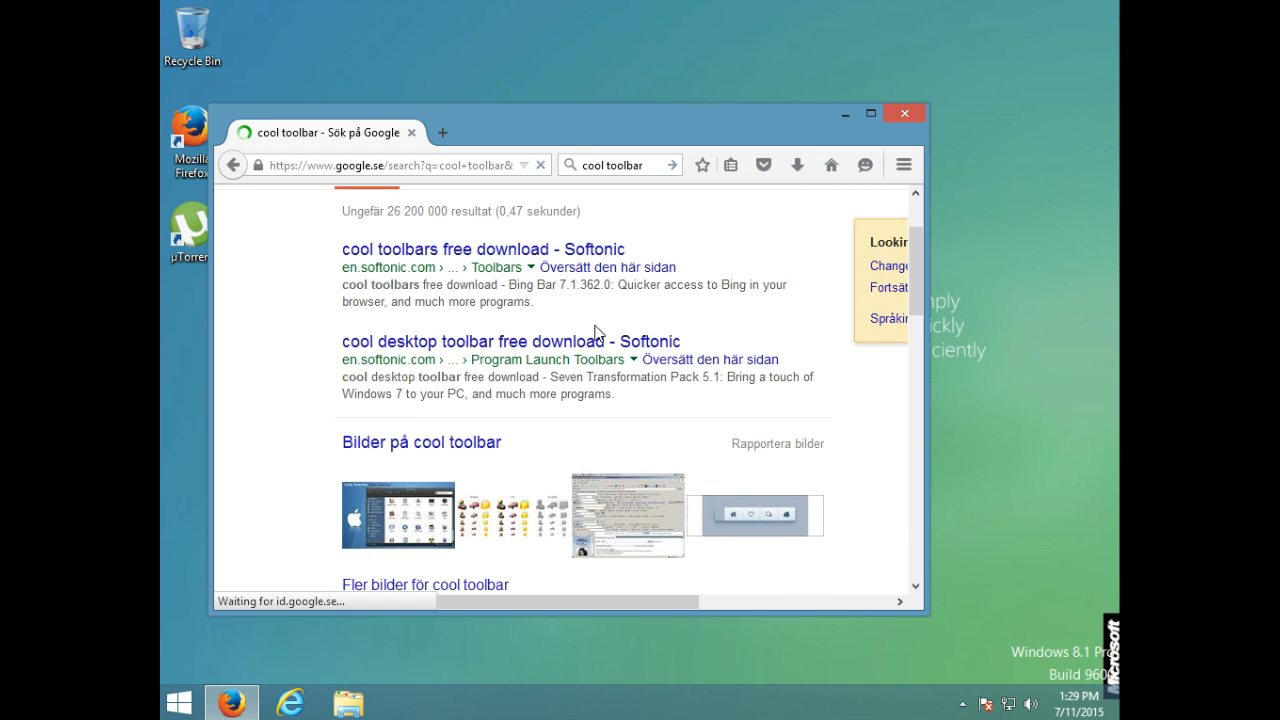 Recycle Bin
Mozilla
Firefox
µTorrent
cool toolbar - Sök på Google
https://www.google.se/search?q=cool+toolbar&
cool toolbar
Ungefär 26 200 000 resultat (0,47 sekunder)
cool toolbars free download - Softonic
en.softonic.com › ... › Toolbars Översätt den här sidan
cool toolbars free download - Bing Bar 7.1.362.0: Quicker access to Bing in your
browser, and much more programs.
cool desktop toolbar free download - Softonic
en.softonic.com › ... › Program Launch Toolbars Översätt den här sidan
cool desktop toolbar free download - Seven Transformation Pack 5.1: Bring a touch of
Windows 7 to your PC, and much more programs.
Bilder på cool toolbar
Rapportera bilder
Fler bilder för cool toolbar
Lookin
Change
Fortsät
Språkin
Waiting for id.google.se...
mply
ickly
ciently
Windows 8.1 Pro
Build 9600
Microsoft
1:29 PM
7/11/2015